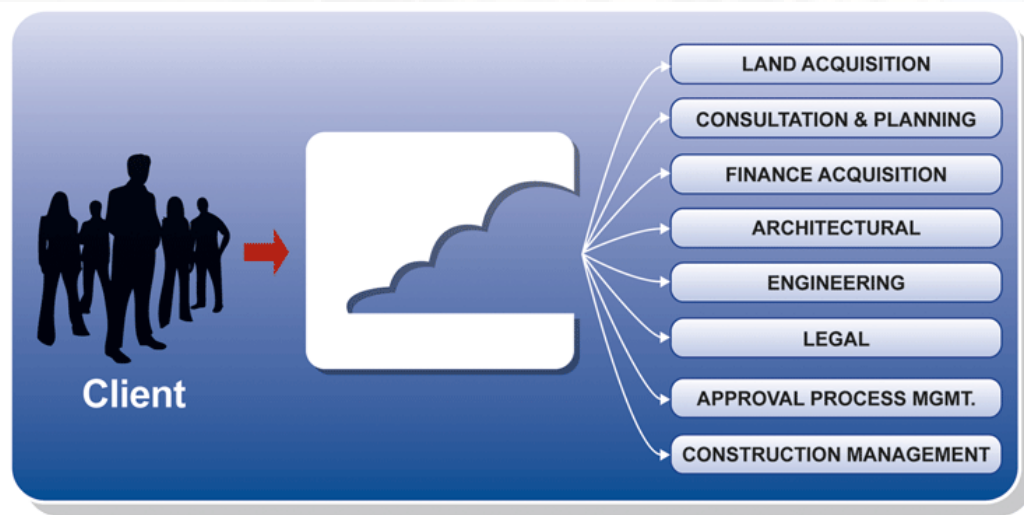 LAND ACQUISITION
CONSULTATION & PLANNING
FINANCE ACQUISITION
ARCHITECTURAL
ENGINEERING
LEGAL
APPROVAL PROCESS MGMT.
CONSTRUCTION MANAGEMENT
Client